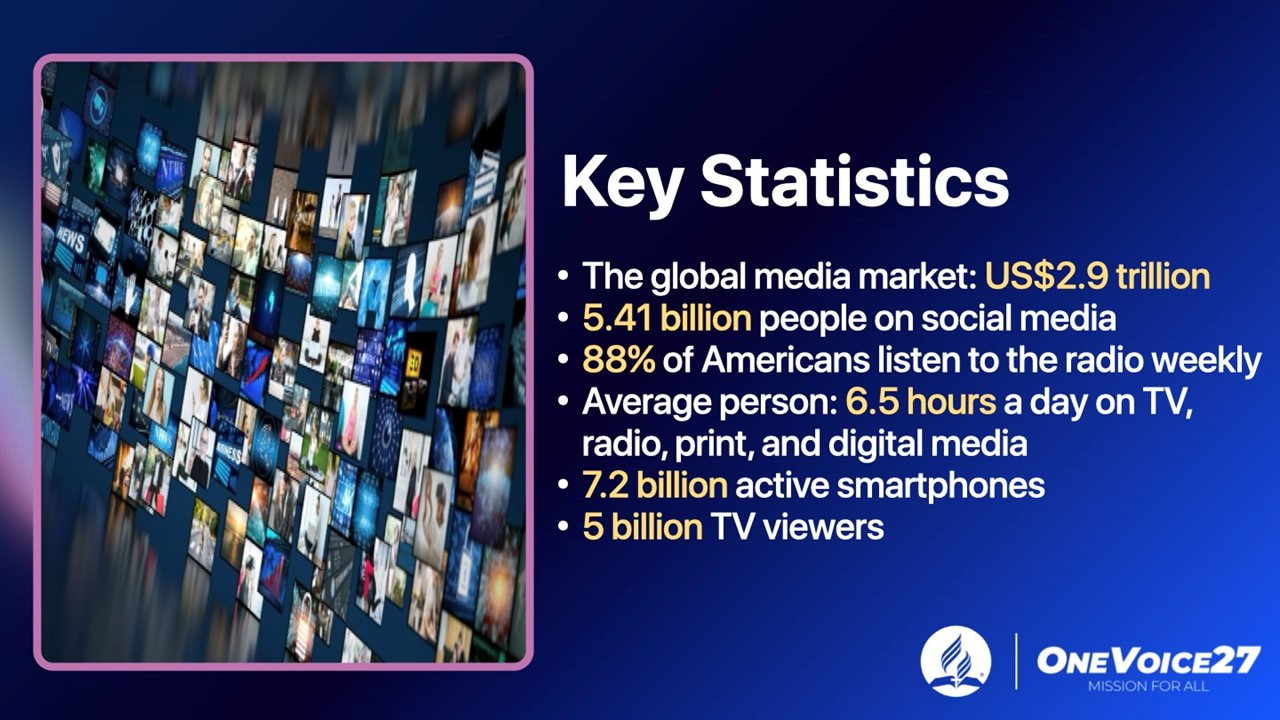 Key Statistics
• The global media market: US$2.9 trillion
• 5.41 billion people on social media
• 88% of Americans listen to the radio weekly
• Average person: 6.5 hours a day on TV,
radio, print, and digital media
• 7.2 billion active smartphones
• 5 billion TV viewers
NEWS
NEWS
ONEVOICE27
MISSION FOR ALL